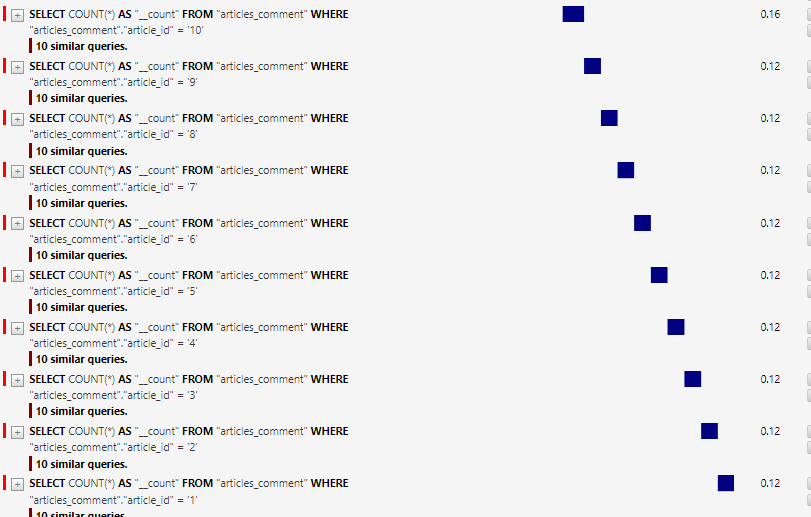 SELECT COUNT(*) AS "__count" FROM "articles_comment" WHERE 0.16
"articles_comment"."article_id" = '10'
10 similar queries.
SELECT COUNT(*) AS "__count" FROM "articles_comment" WHERE 0.12
"articles_comment"."article_id" = '9'
10 similar queries.
SELECT COUNT(*) AS "__count" FROM "articles_comment" WHERE 0.12
"articles_comment"."article_id" = '8'
10 similar queries.
SELECT COUNT(*) AS "__count" FROM "articles_comment" WHERE 0.12
"articles_comment"."article_id" = '7'
10 similar queries.
SELECT COUNT(*) AS "__count" FROM "articles_comment" WHERE 0.12
"articles_comment"."article_id" = '6'
10 similar queries.
SELECT COUNT(*) AS "__count" FROM "articles_comment" WHERE 0.12
"articles_comment"."article_id" = '5'
10 similar queries.
SELECT COUNT(*) AS "__count" FROM "articles_comment" WHERE 0.12
"articles_comment"."article_id" = '4'
10 similar queries.
SELECT COUNT(*) AS "__count" FROM "articles_comment" WHERE 0.12
"articles_comment"."article_id" = '3'
10 similar queries.
SELECT COUNT(*) AS "__count" FROM "articles_comment" WHERE 0.12
"articles_comment"."article_id" = '2'
10 similar queries.
SELECT COUNT(*) AS "__count" FROM "articles_comment" WHERE 0.12
"articles_comment"."article_id" = '1'
10 similar queries.